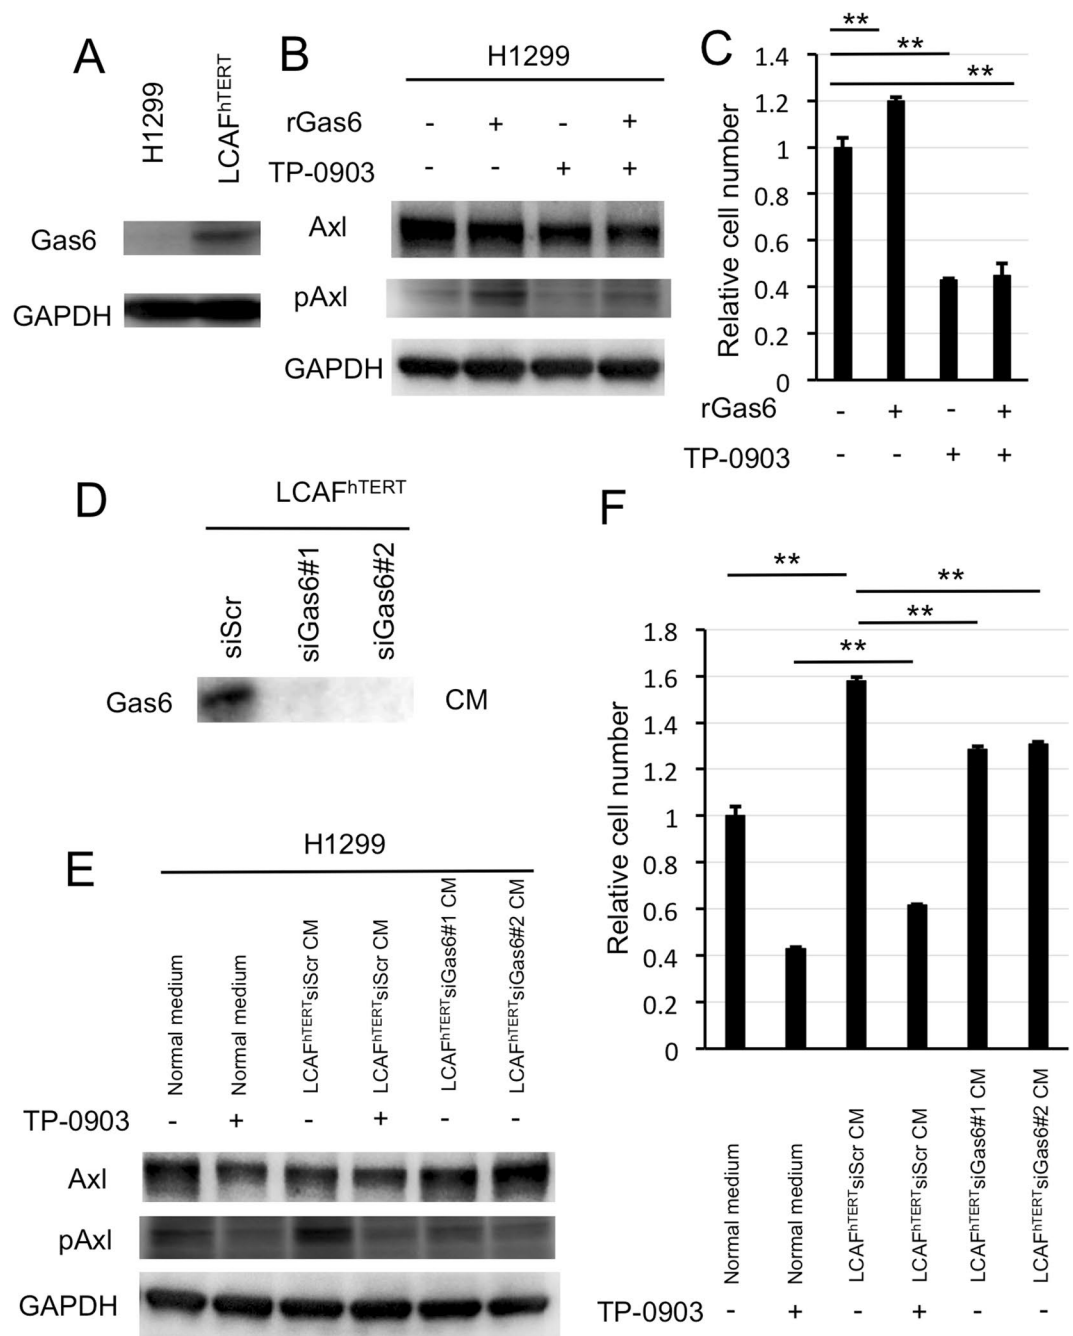 A
H1299
LCAFhTERT
Gas6
GAPDH
B
H1299
rGas6 - + - +
TP-0903 - - + +
Axl
pAxl
GAPDH
C
** 
**
**
Relative cell number
1.4
1.2
1
0.8
0.6
0.4
0.2
0
rGas6 - + - +
TP-0903 - - + +
D
LCAFhTERT
siScr
siGas6#1
siGas6#2
Gas6
CM
E
H1299
Normal medium
Normal medium
LCAFhTERTsiScr CM
LCAFhTERTsiScr CM
LCAFhTERTsiGas6#1 CM
LCAFhTERTsiGas6#2 CM
TP-0903 - + - + - -
Axl
pAxl
GAPDH
F
**
**
**
**
Relative cell number
1.8
1.6
1.4
1.2
1
0.8
0.6
0.4
0.2
0
Normal medium
Normal medium
LCAFhTERTsiScr CM
LCAFhTERTsiScr CM
LCAFhTERTsiGas6#1 CM
LCAFhTERTsiGas6#2 CM
TP-0903 - + - + - -